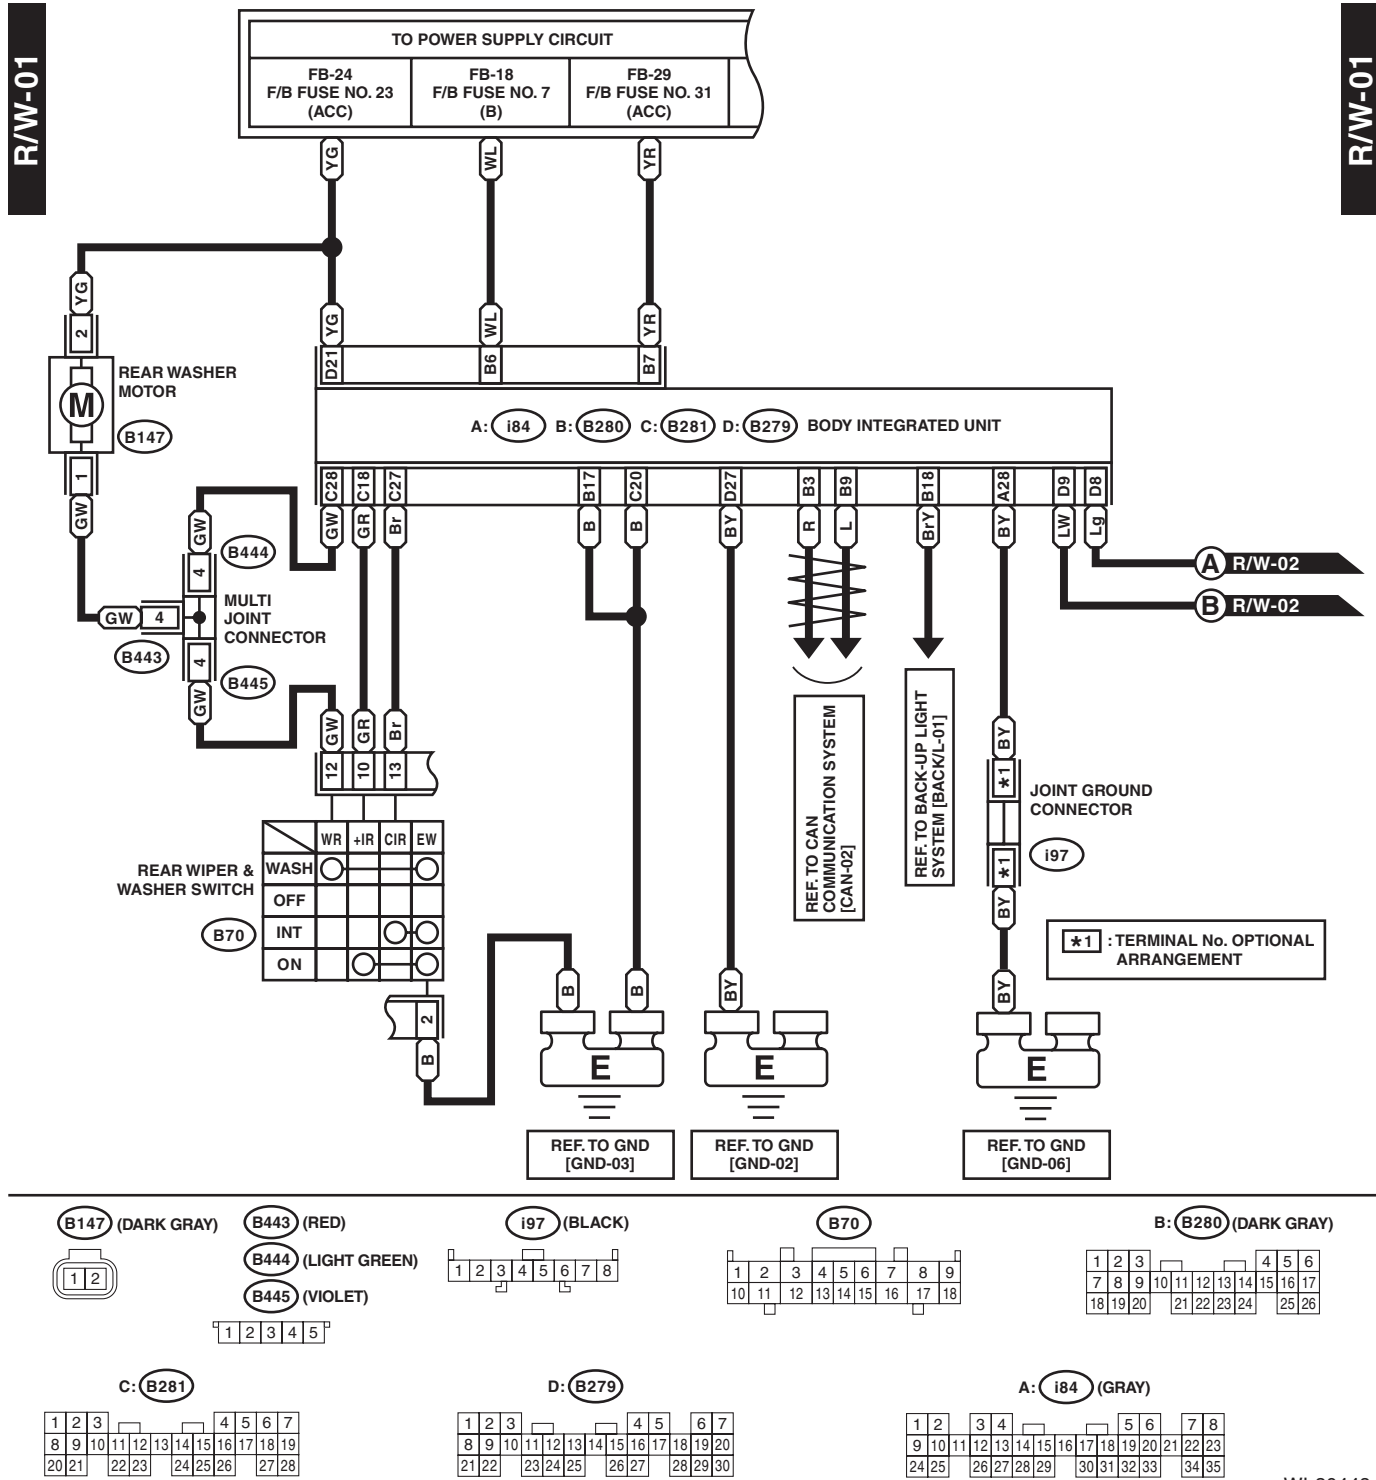 R/W-01
R/W-01
TO POWER SUPPLY CIRCUIT
FB-24
F/B FUSE NO. 23
(ACC)
FB-18
F/B FUSE NO. 7
(B)
FB-29
F/B FUSE NO. 31
(ACC)
YG
WL
YR
YG
2
YG
WL
YR
D21
B6
B7
REAR WASHER
MOTOR
M
B147
A: i84 B: B280 C: B281 D: B279 BODY INTEGRATED UNIT
1
GW
C28
C18
C27
B17
C20
D27
B3
B9
B18
A28
D9
D8
GW
GR
Br
B
B
BY
R
L
BrY
BY
LW
Lg
GW
B444
4
A R/W-02
B R/W-02
MULTI
JOINT
CONNECTOR
GW
4
B443
4
B445
GW
GW
GR
Br
12
10
13
REF. TO CAN
COMMUNICATION SYSTEM
[CAN-02]
REF. TO BACK-UP LIGHT
SYSTEM [BACK/L-01]
BY
*1
JOINT GROUND
CONNECTOR
i97
*1
BY
WR +IR CIR EW
REAR WIPER &
WASHER SWITCH
B70
WASH
OFF
INT
ON
*1 : TERMINAL No. OPTIONAL
ARRANGEMENT
2
B
B
B
BY
BY
E
E
E
REF. TO GND
[GND-03]
REF. TO GND
[GND-02]
REF. TO GND
[GND-06]
B147 (DARK GRAY)
1 2
B443 (RED)
B444 (LIGHT GREEN)
B445 (VIOLET)
1 2 3 4 5
i97 (BLACK)
1 2 3 4 5 6 7 8
B70
1 2 3 4 5 6 7 8 9
10 11 12 13 14 15 16 17 18
B: B280 (DARK GRAY)
1 2 3 4 5 6
7 8 9 10 11 12 13 14 15 16 17
18 19 20 21 22 23 24 25 26
C: B281
1 2 3 4 5 6 7
8 9 10 11 12 13 14 15 16 17 18 19
20 21 22 23 24 25 26 27 28
D: B279
1 2 3 4 5 6 7
8 9 10 11 12 13 14 15 16 17 18 19 20
21 22 23 24 25 26 27 28 29 30
A: i84 (GRAY)
1 2 3 4 5 6 7 8
9 10 11 12 13 14 15 16 17 18 19 20 21 22 23
24 25 26 27 28 29 30 31 32 33 34 35